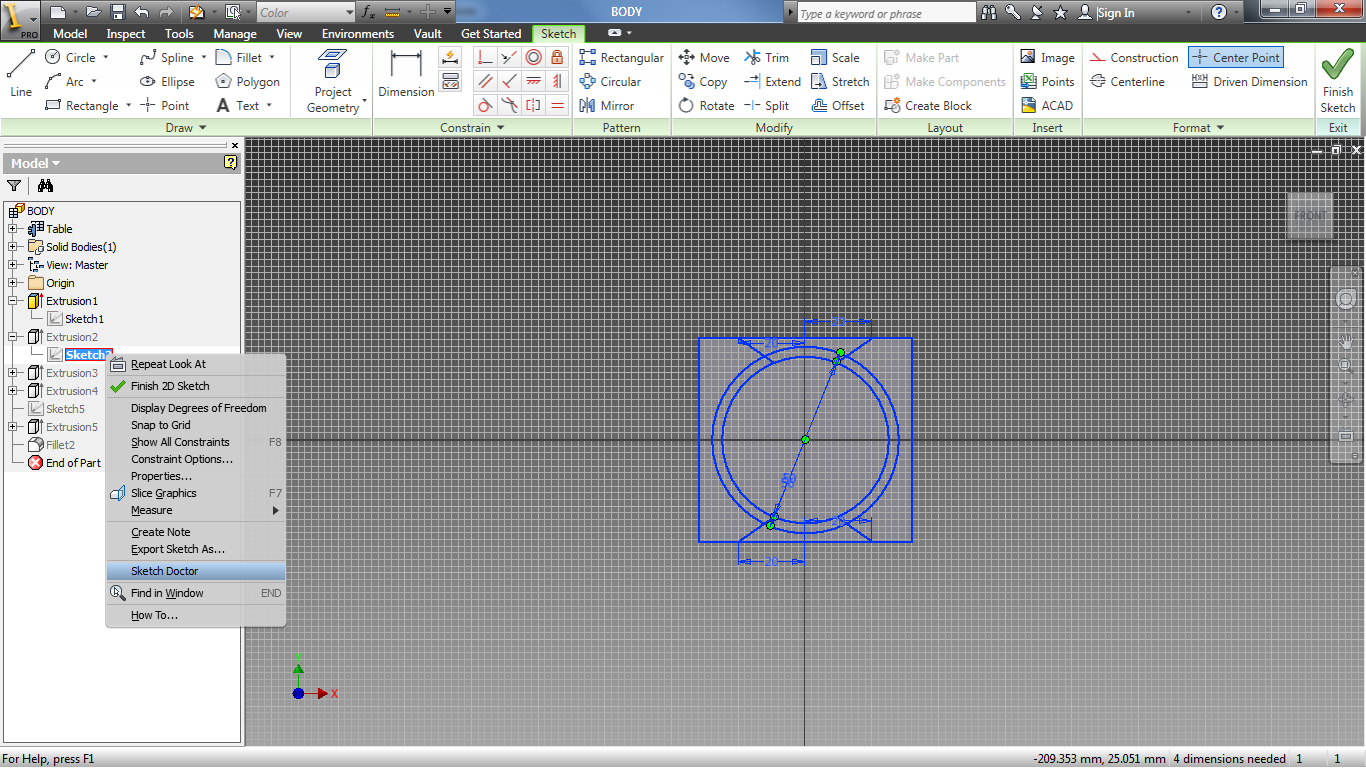 PRO
Color
BODY
Type a keyword or phrase
Sign In
Model Inspect Tools Manage View Environments Vault Get Started Sketch
Line
Circle
Arc
Rectangle
Spline
Ellipse
Point
Fillet
Polygon
Text
Project
Geometry
Dimension
Rectangular
Circular
Mirror
Move
Copy
Rotate
Trim
Extend
Split
Scale
Stretch
Offset
Make Part
Make Components
Create Block
Image
Points
ACAD
Construction
Centerline
Center Point
Driven Dimension
Finish
Sketch
Draw
Constrain
Pattern
Modify
Layout
Insert
Format
Exit
Model
BODY
Table
Solid Bodies(1)
View: Master
Origin
Extrusion1
Sketch1
Extrusion2
Sketch2
Extrusion3
Extrusion4
Sketch5
Extrusion5
Fillet2
End of Part
Repeat Look At
Finish 2D Sketch
Display Degrees of Freedom
Snap to Grid
Show All Constraints F8
Constraint Options...
Properties...
Slice Graphics F7
Measure
Create Note
Export Sketch As...
Sketch Doctor
Find in Window END
How To...
FRONT
20
20
20
Y
X
For Help, press F1
-209.353 mm, 25.051 mm 4 dimensions needed 1 1